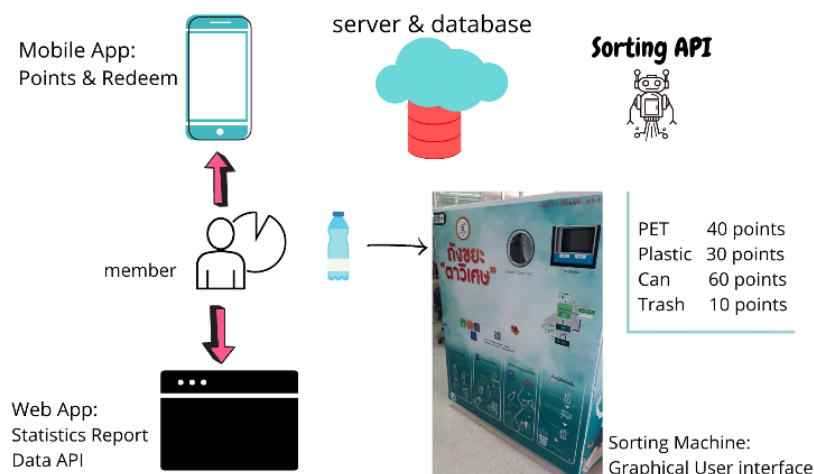 server & database
Sorting API
Mobile App:
Points & Redeem
member
ถังขยะ
"ตาวิเศษ"
PET 40 points
Plastic 30 points
Can 60 points
Trash 10 points
Web App:
Statistics Report
Data API
Sorting Machine:
Graphical User interface